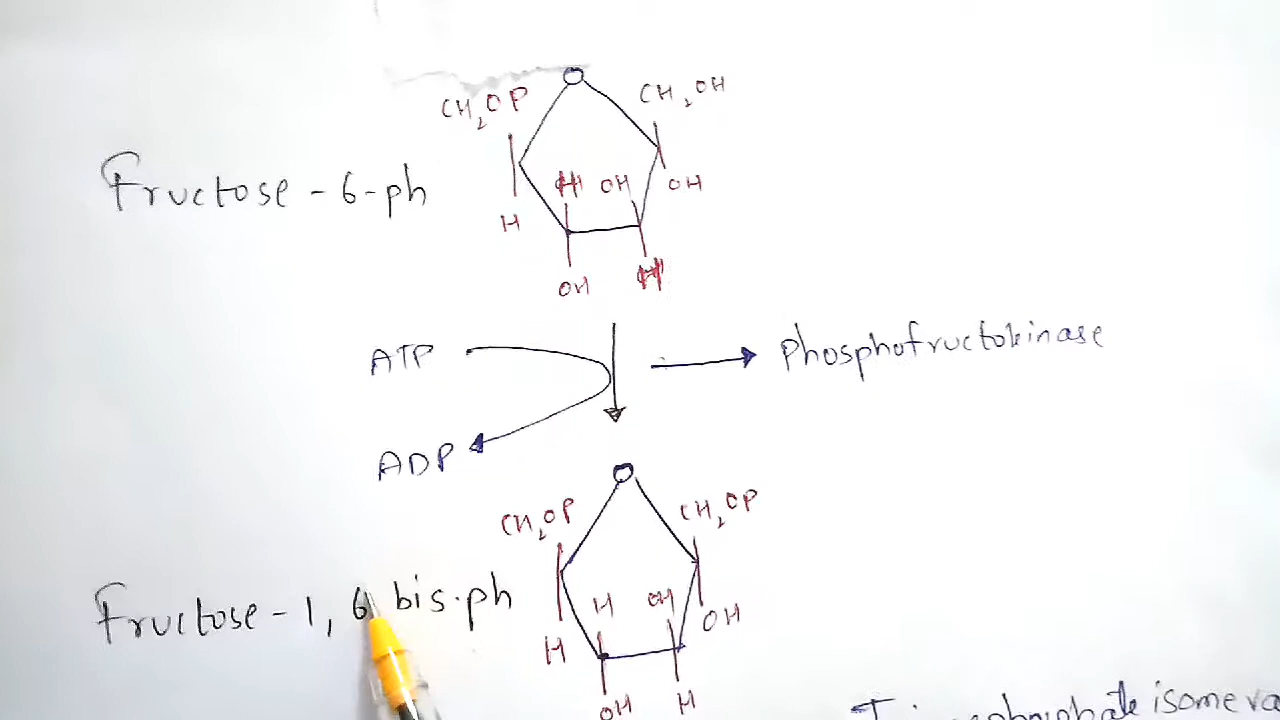 CH₂OP
CH₂OH
Fructose - 6 - ph
H
OH
OH
H
OH
H
ATP
Phosphofructokinase
ADP
CH₂OP
CH₂OP
Fructose - 1, 6 bis.ph
H
OH
OH
H
OH
H